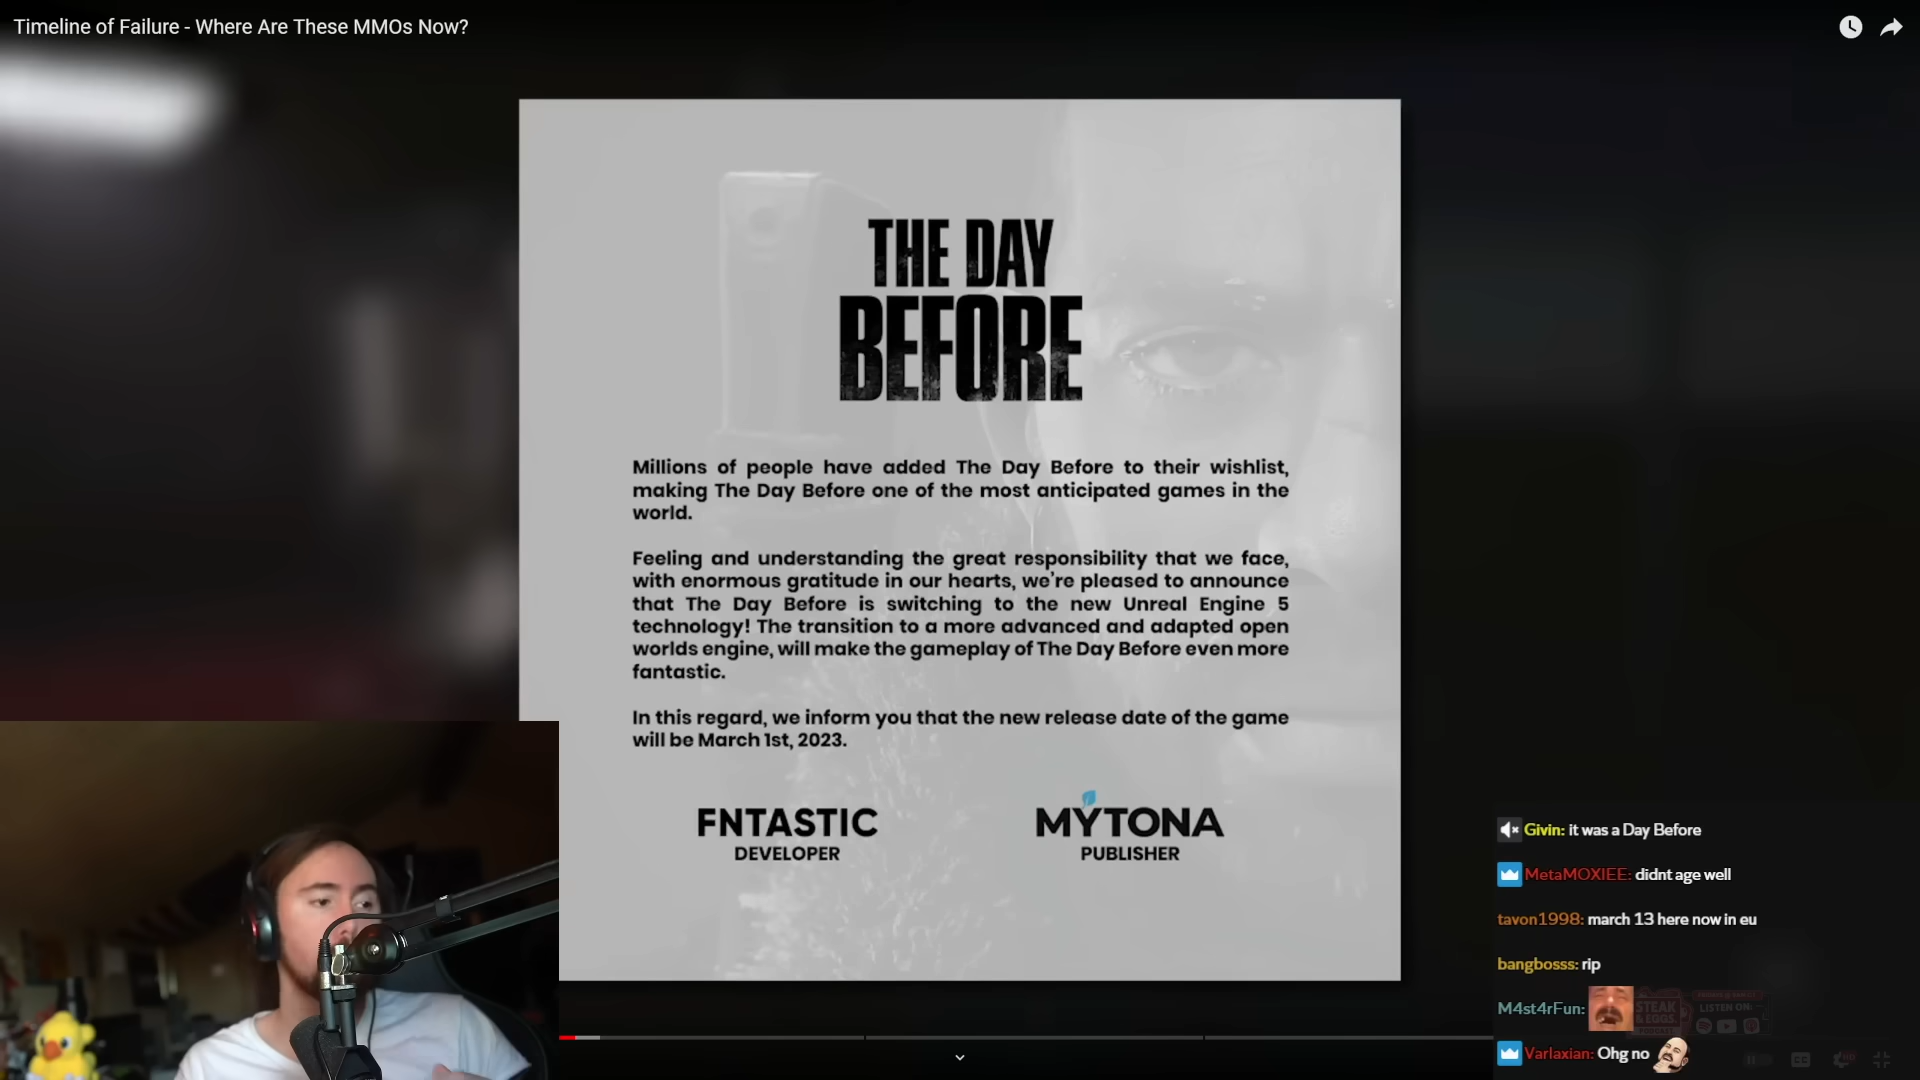 Timeline of Failure - Where Are These MMOs Now?
THE DAY
BEFORE
Millions of people have added The Day Before to their wishlist,
making The Day Before one of the most anticipated games in the
world.
Feeling and understanding the great responsibility that we face,
with enormous gratitude in our hearts, we're pleased to announce
that The Day Before is switching to the new Unreal Engine 5
technology! The transition to a more advanced and adapted open
worlds engine, will make the gameplay of The Day Before even more
fantastic.
In this regard, we inform you that the new release date of the game
will be March 1st, 2023.
FNTASTIC
DEVELOPER
MYTONA
PUBLISHER
Givin: it was a Day Before
MetaMOXIEE: didnt age well
tavon1998: march 13 here now in eu
bangbosss: rip
M4st4rFun:
STEAK
& EGGS
PODCAST
LISTEN ON:
Varlaxian: Ohg no
CC
HD